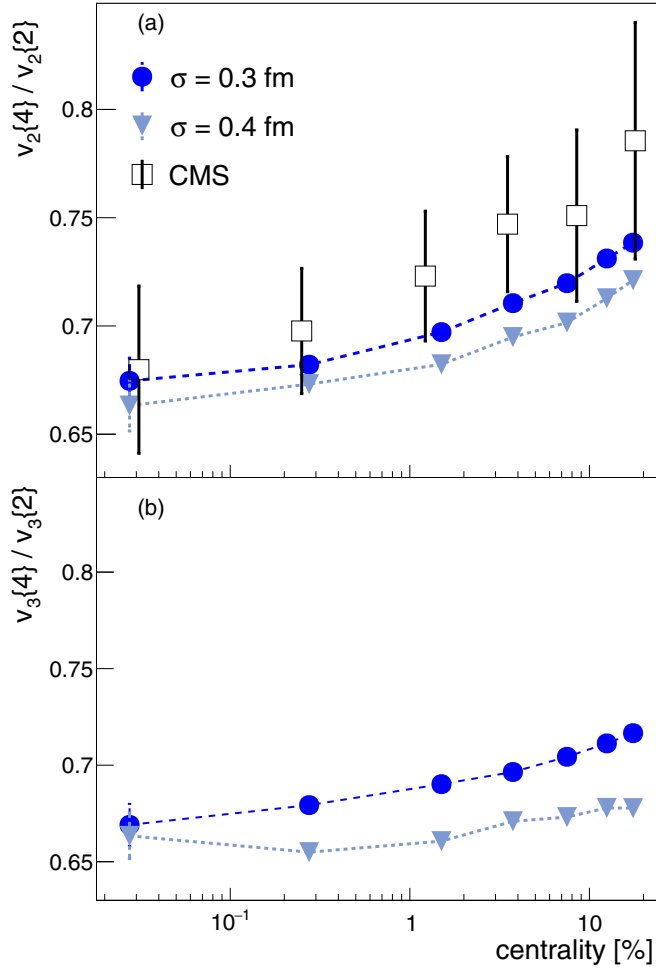 (a)
v₂{4} / v₂{2}
0.8
0.75
0.7
0.65
σ = 0.3 fm
σ = 0.4 fm
CMS
(b)
v₃{4} / v₃{2}
0.8
0.75
0.7
0.65
10⁻¹ 1 10
centrality [%]